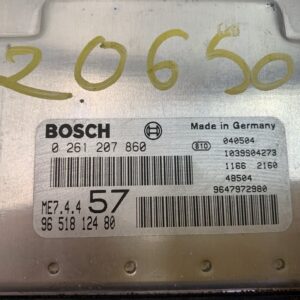 20650
BOSCH
Made in Germany
0 261 207 860
040504
1039S04273
1166 2160
4BS04
9647972980
ME7.4.4 57
96 518 124 80